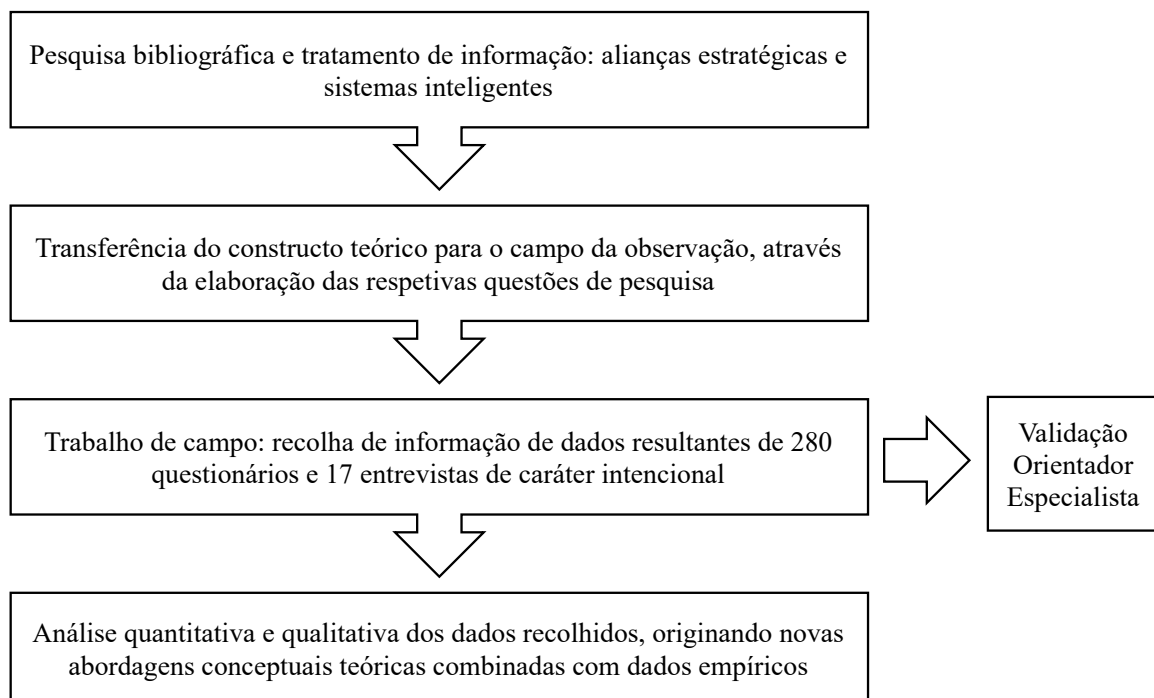 Pesquisa bibliográfica e tratamento de informação: alianças estratégicas e
sistemas inteligentes
Transferência do constructo teórico para o campo da observação, através
da elaboração das respetivas questões de pesquisa
Trabalho de campo: recolha de informação de dados resultantes de 280
questionários e 17 entrevistas de caráter intencional
Validação
Orientador
Especialista
Análise quantitativa e qualitativa dos dados recolhidos, originando novas
abordagens conceptuais teóricas combinadas com dados empíricos